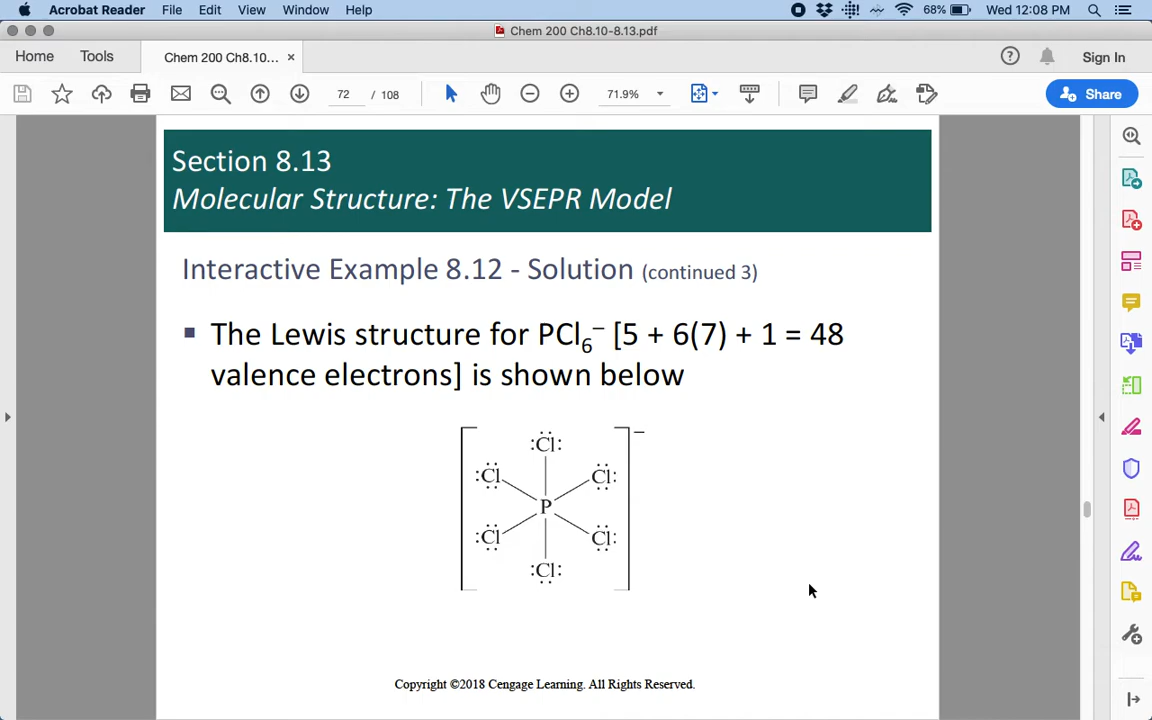 Acrobat Reader File Edit View Window Help 68% Wed 12:08 PM
Chem 200 Ch8.10-8.13.pdf
Home Tools Chem 200 Ch8.10... × Sign In
72 / 108 71.9% Share
Section 8.13
Molecular Structure: The VSEPR Model
Interactive Example 8.12 - Solution (continued 3)
▪ The Lewis structure for PCl₆⁻ [5 + 6(7) + 1 = 48
valence electrons] is shown below
Cl
Cl Cl
P
Cl Cl
Cl
−
Copyright ©2018 Cengage Learning. All Rights Reserved.